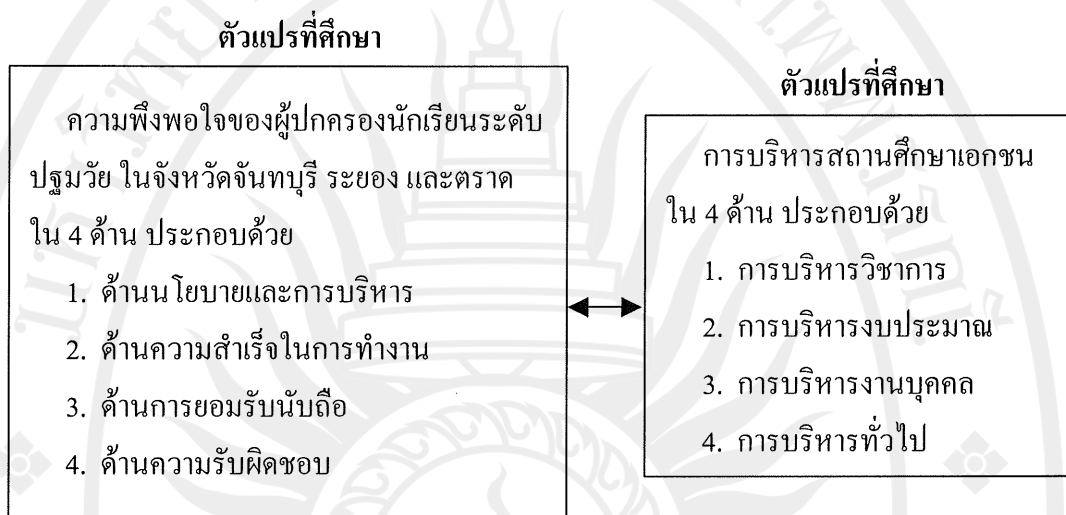 ตัวแปรที่ศึกษา
ความพึงพอใจของผู้ปกครองนักเรียนระดับ
ปฐมวัย ในจังหวัดจันทบุรี ระยอง และตราด
ใน 4 ด้าน ประกอบด้วย
1. ด้านนโยบายและการบริหาร
2. ด้านความสำเร็จในการทำงาน
3. ด้านการยอมรับนับถือ
4. ด้านความรับผิดชอบ
ตัวแปรที่ศึกษา
การบริหารสถานศึกษาเอกชน
ใน 4 ด้าน ประกอบด้วย
1. การบริหารวิชาการ
2. การบริหารงบประมาณ
3. การบริหารงานบุคคล
4. การบริหารทั่วไป